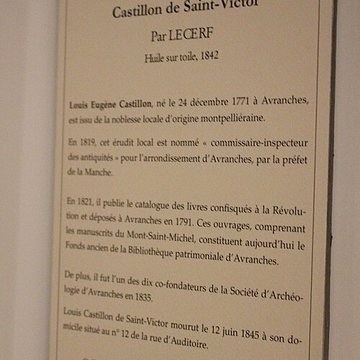 Castillon de Saint-Victor
Par LECERF
Huile sur toile, 1842
Louis Eugène Castillon, né le 24 décembre 1771 à Avranches,
est issu de la noblesse locale d'origine montpelliéraine.
En 1819, cet érudit local est nommé « commissaire-inspecteur
des antiquités » pour l'arrondissement d'Avranches, par la préfet
de la Manche.
En 1821, il publie le catalogue des livres confisqués à la Révolu-
tion et déposés à Avranches en 1791. Ces ouvrages, comprenant
les manuscrits du Mont-Saint-Michel, constituent aujourd'hui le
Fonds ancien de la Bibliothèque patrimoniale d'Avranches.
De plus, il fut l'un des dix co-fondateurs de la Société d'Archéo-
logie d'Avranches en 1835.
Louis Castillon de Saint-Victor mourut le 12 juin 1845 à son do-
micile situé au n° 12 de la rue d'Auditoire.